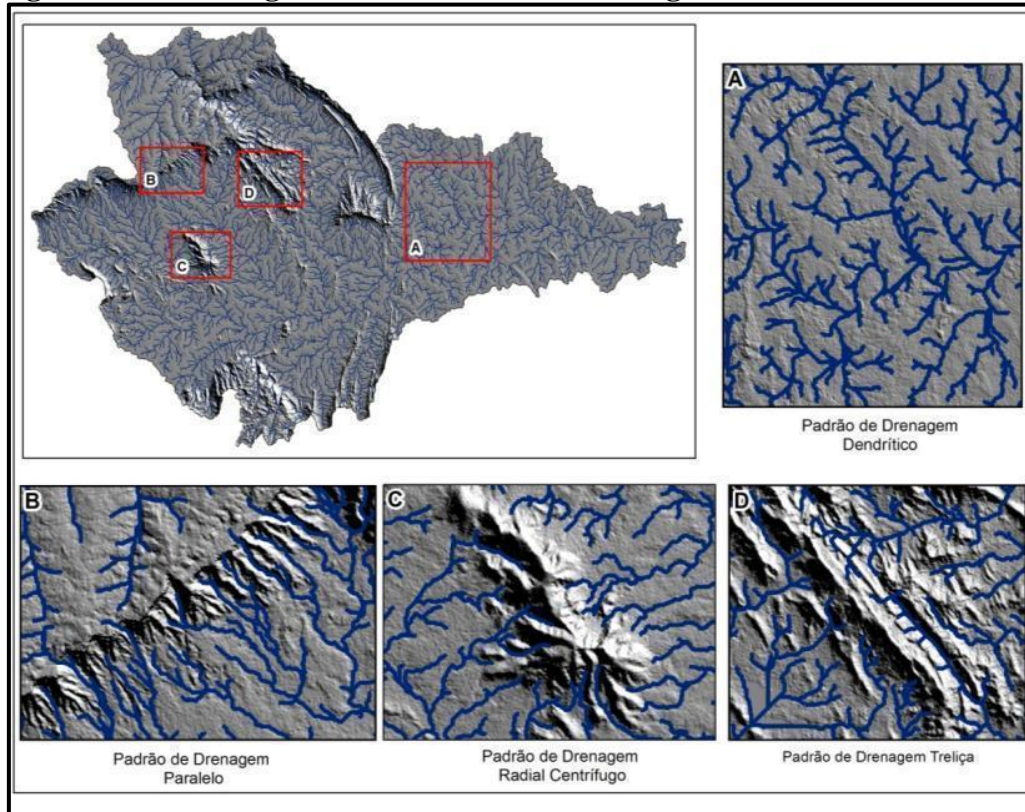 B
D
C
A
A
Padrão de Drenagem
Dendrítico
B
C
D
Padrão de Drenagem
Paralelo
Padrão de Drenagem
Radial Centrífugo
Padrão de Drenagem Treliça